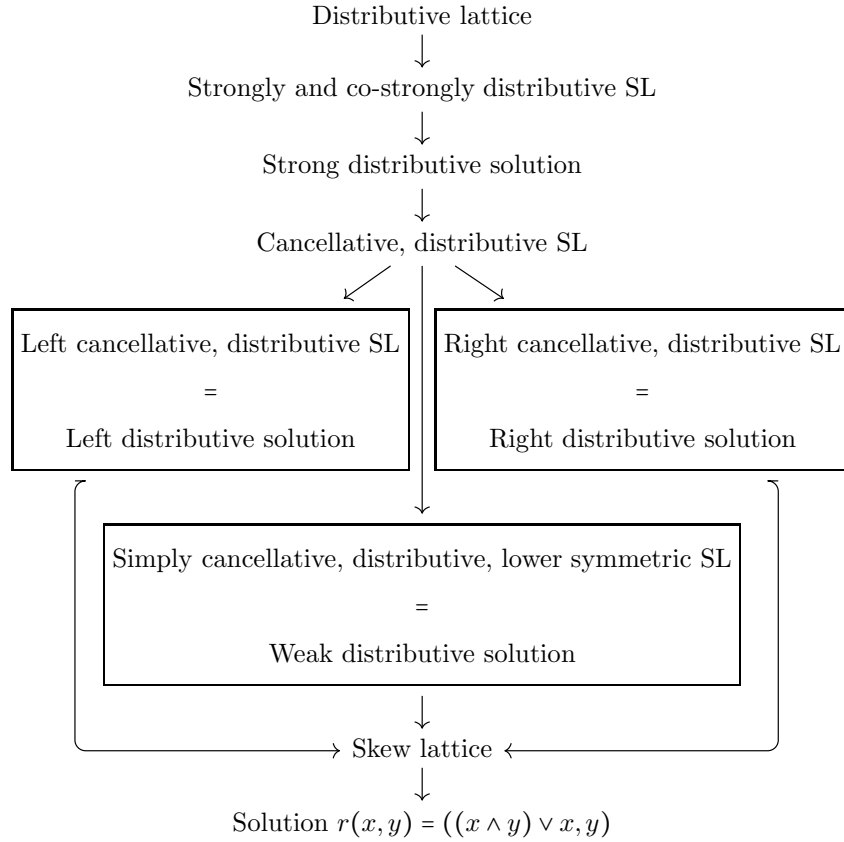 Distributive lattice
Strongly and co-strongly distributive SL
Strong distributive solution
Cancellative, distributive SL
Left cancellative, distributive SL
=
Left distributive solution
Right cancellative, distributive SL
=
Right distributive solution
Simply cancellative, distributive, lower symmetric SL
=
Weak distributive solution
Skew lattice
Solution r(x, y) = ((x ∧ y) ∨ x, y)